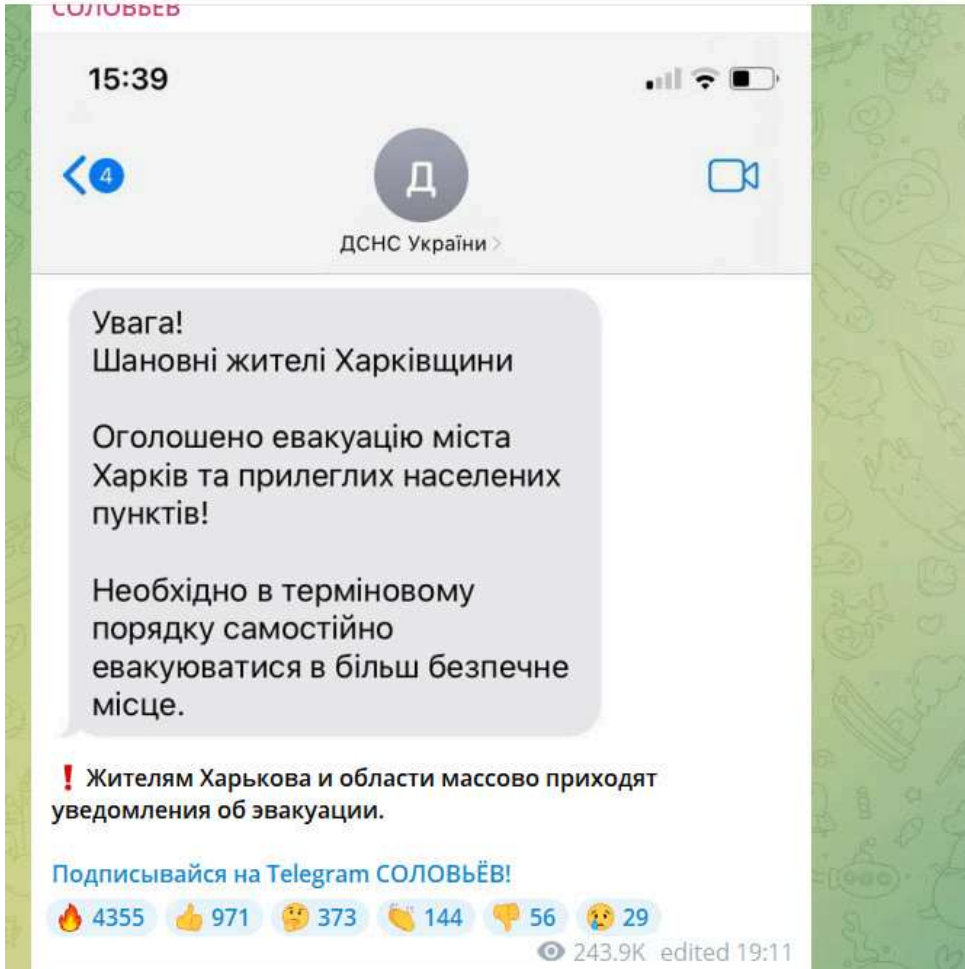 СОЛОВЬЁВ
15:39
4
Д
ДСНС України
Увага!
Шановні жителі Харківщини
Оголошено евакуацію міста
Харків та прилеглих населених
пунктів!
Необхідно в терміновому
порядку самостійно
евакуюватися в більш безпечне
місце.
❗ Жителям Харькова и области массово приходят
уведомления об эвакуации.
Подписывайся на Telegram СОЛОВЬЁВ!
🔥 4355 👍 971 🤔 373 👏 144 👎 56 😢 29
243.9K edited 19:11